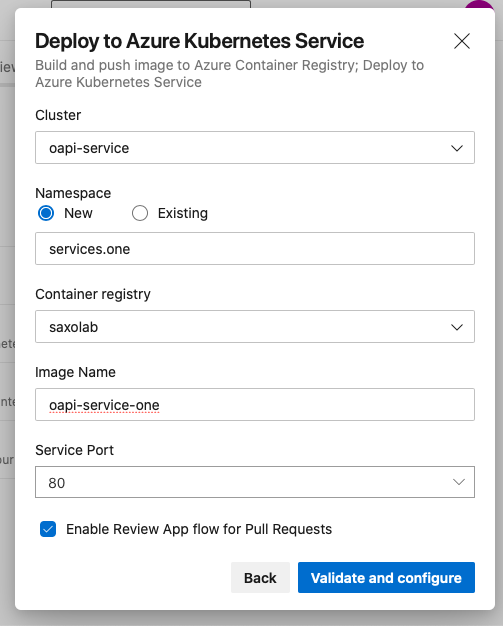 Deploy to Azure Kubernetes Service
Build and push image to Azure Container Registry; Deploy to
Azure Kubernetes Service
Cluster
oapi-service
Namespace
New
Existing
services.one
Container registry
saxolab
Image Name
oapi-service-one
Service Port
80
Enable Review App flow for Pull Requests
Back
Validate and configure